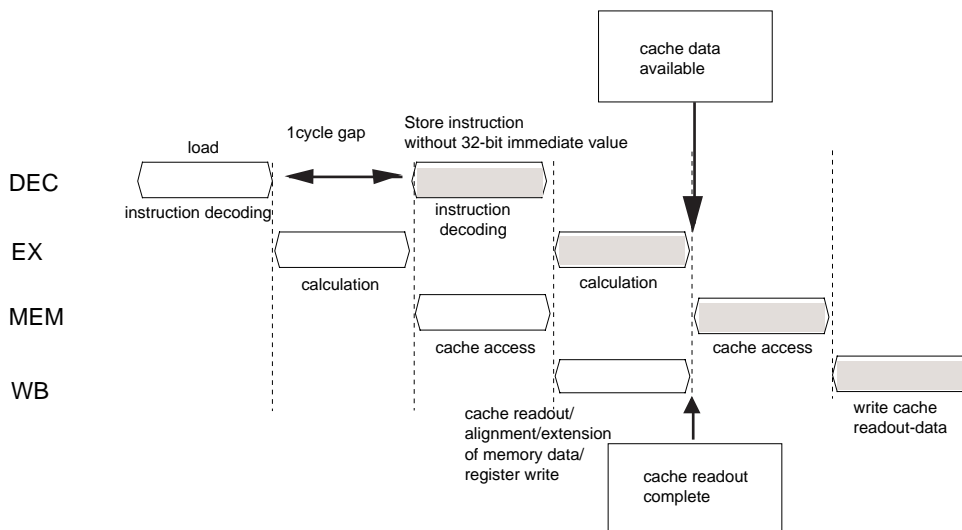 cache data
available
Store instruction
without 32-bit immediate value
1cycle gap
load
DEC
instruction decoding
instruction
decoding
EX
calculation
calculation
MEM
cache access
cache access
WB
cache readout/
alignment/extension
of memory data/
register write
write cache
readout-data
cache readout
complete